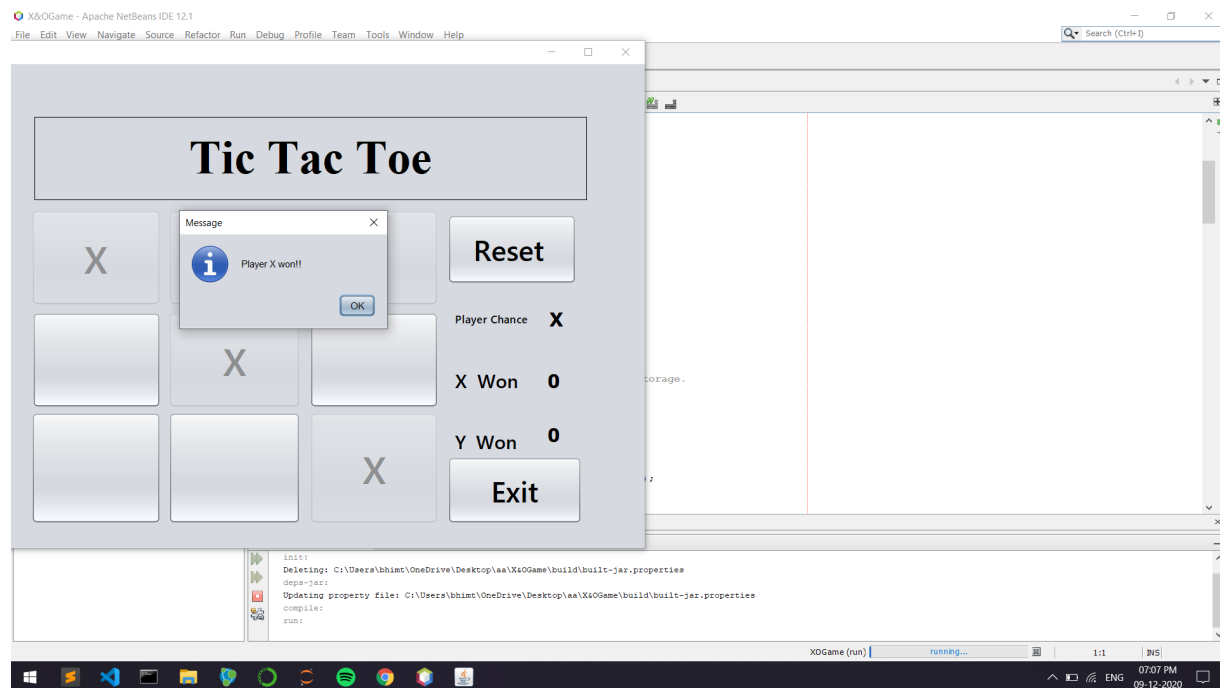 X&OGame - Apache NetBeans IDE 12.1
File Edit View Navigate Source Refactor Run Debug Profile Team Tools Window Help
Search (Ctrl+I)
Tic Tac Toe
Message
Player X won!!
OK
X
Reset
Player Chance X
X
X Won 0
torage.
Y Won 0
X
);
Exit
init:
Deleting: C:\Users\bhimt\OneDrive\Desktop\aa\X&OGame\build\built-jar.properties
deps-jar:
Updating property file: C:\Users\bhimt\OneDrive\Desktop\aa\X&OGame\build\built-jar.properties
compile:
run:
XOGame (run) running... 1:1 INS
ENG
07:07 PM
09-12-2020